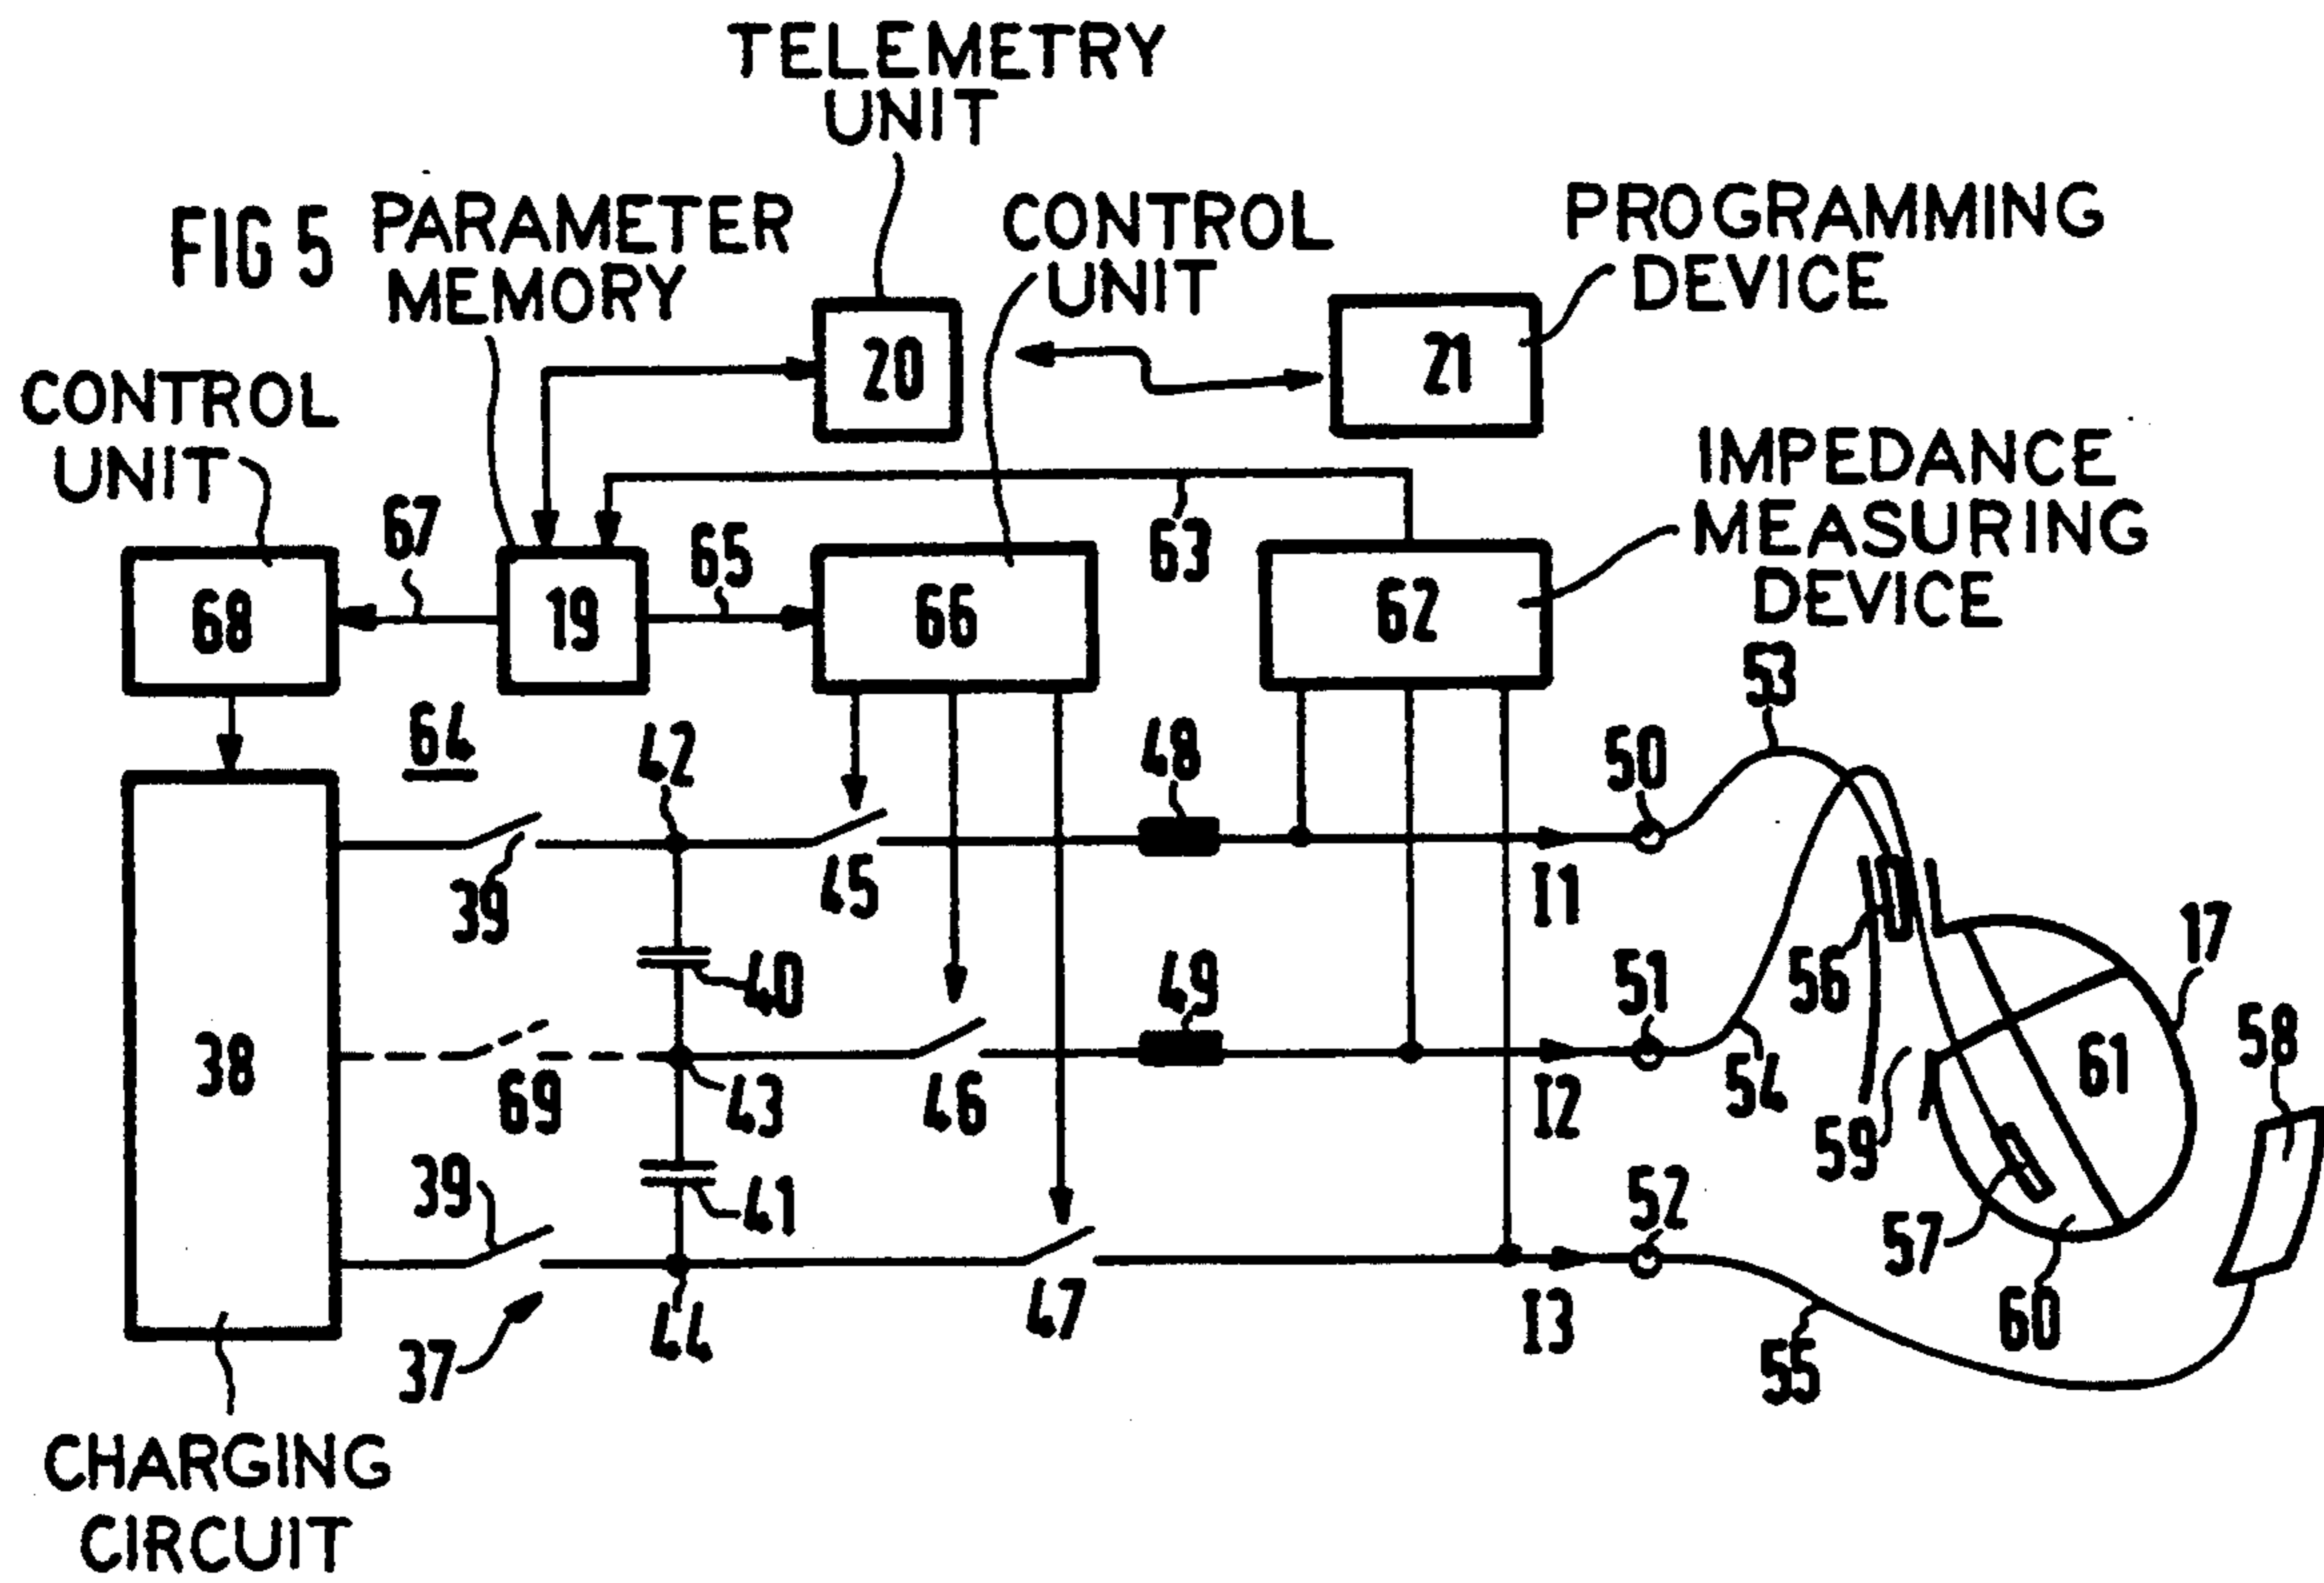 TELEMETRY
UNIT
FIG 5
PARAMETER
MEMORY
CONTROL
UNIT
PROGRAMMING
DEVICE
20
21
CONTROL
UNIT
IMPEDANCE
MEASURING
DEVICE
67
65
63
68
19
66
62
53
64
42
48
50
39
45
I1
56
17
40
49
51
58
38
69
43
46
I2
54
59
61
39
41
52
57
37
44
47
I3
55
60
CHARGING
CIRCUIT